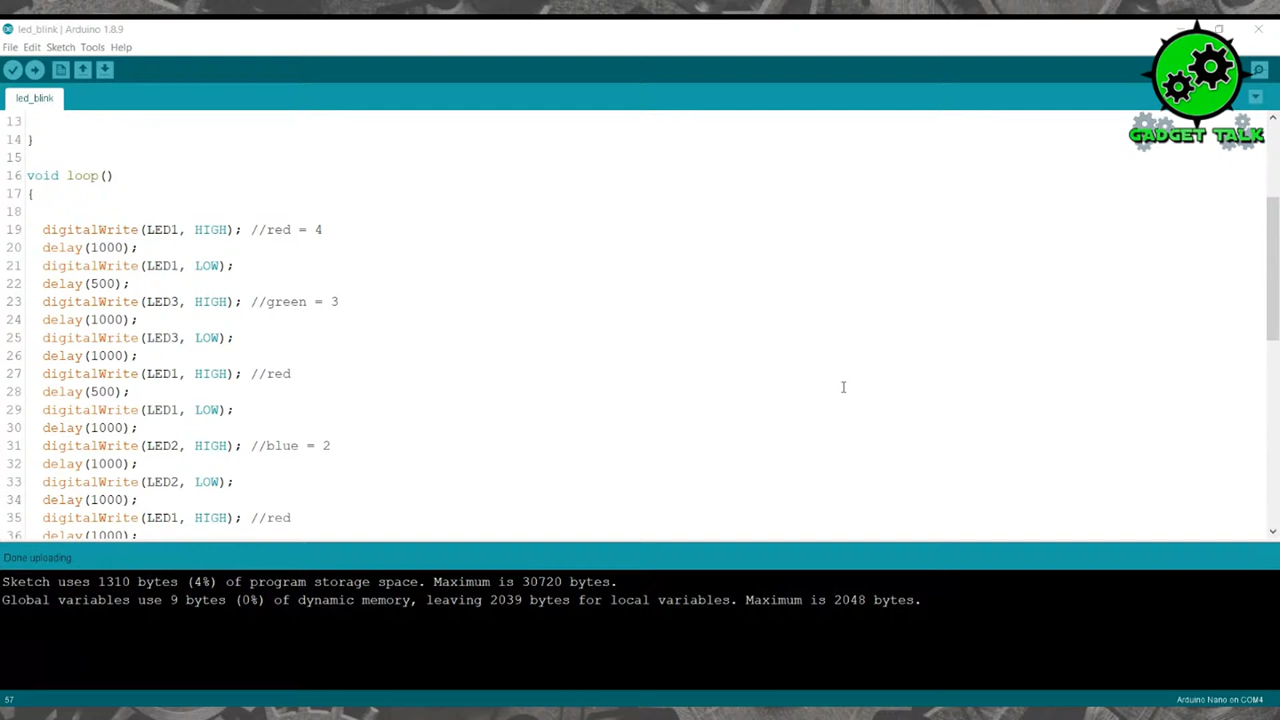 led_blink | Arduino 1.8.9
File Edit Sketch Tools Help
GADGET TALK
led_blink
13
14 }
15
16 void loop()
17 {
18
19 digitalWrite(LED1, HIGH); //red = 4
20 delay(1000);
21 digitalWrite(LED1, LOW);
22 delay(500);
23 digitalWrite(LED3, HIGH); //green = 3
24 delay(1000);
25 digitalWrite(LED3, LOW);
26 delay(1000);
27 digitalWrite(LED1, HIGH); //red
28 delay(500);
29 digitalWrite(LED1, LOW);
30 delay(1000);
31 digitalWrite(LED2, HIGH); //blue = 2
32 delay(1000);
33 digitalWrite(LED2, LOW);
34 delay(1000);
35 digitalWrite(LED1, HIGH); //red
36 delay(1000);
Done uploading.
Sketch uses 1310 bytes (4%) of program storage space. Maximum is 30720 bytes.
Global variables use 9 bytes (0%) of dynamic memory, leaving 2039 bytes for local variables. Maximum is 2048 bytes.
57 Arduino Nano on COM4